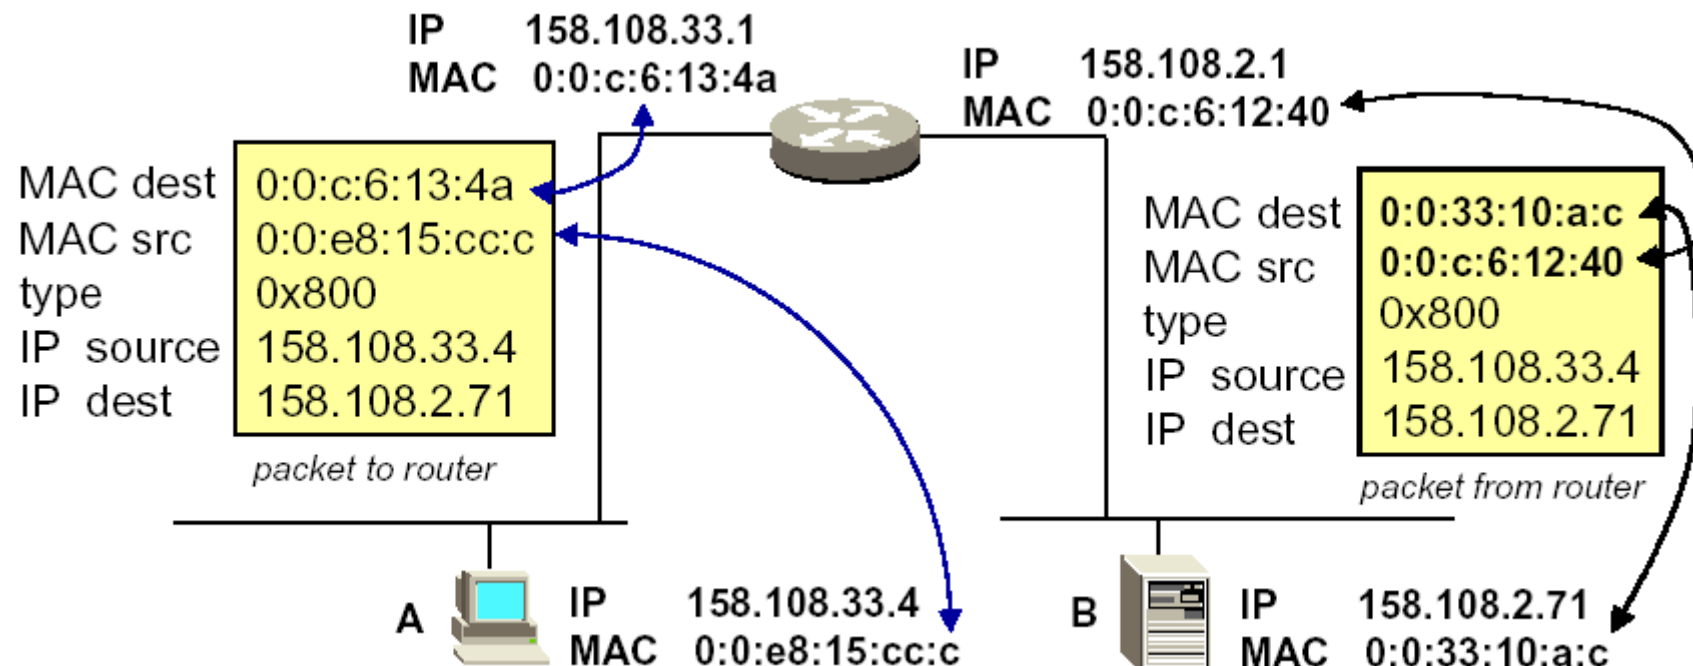 IP 158.108.33.1
MAC 0:0:c:6:13:4a
IP 158.108.2.1
MAC 0:0:c:6:12:40
MAC dest 0:0:c:6:13:4a
MAC src 0:0:e8:15:cc:c
type 0x800
IP source 158.108.33.4
IP dest 158.108.2.71
packet to router
MAC dest 0:0:33:10:a:c
MAC src 0:0:c:6:12:40
type 0x800
IP source 158.108.33.4
IP dest 158.108.2.71
packet from router
A
IP 158.108.33.4
MAC 0:0:e8:15:cc:c
B
IP 158.108.2.71
MAC 0:0:33:10:a:c